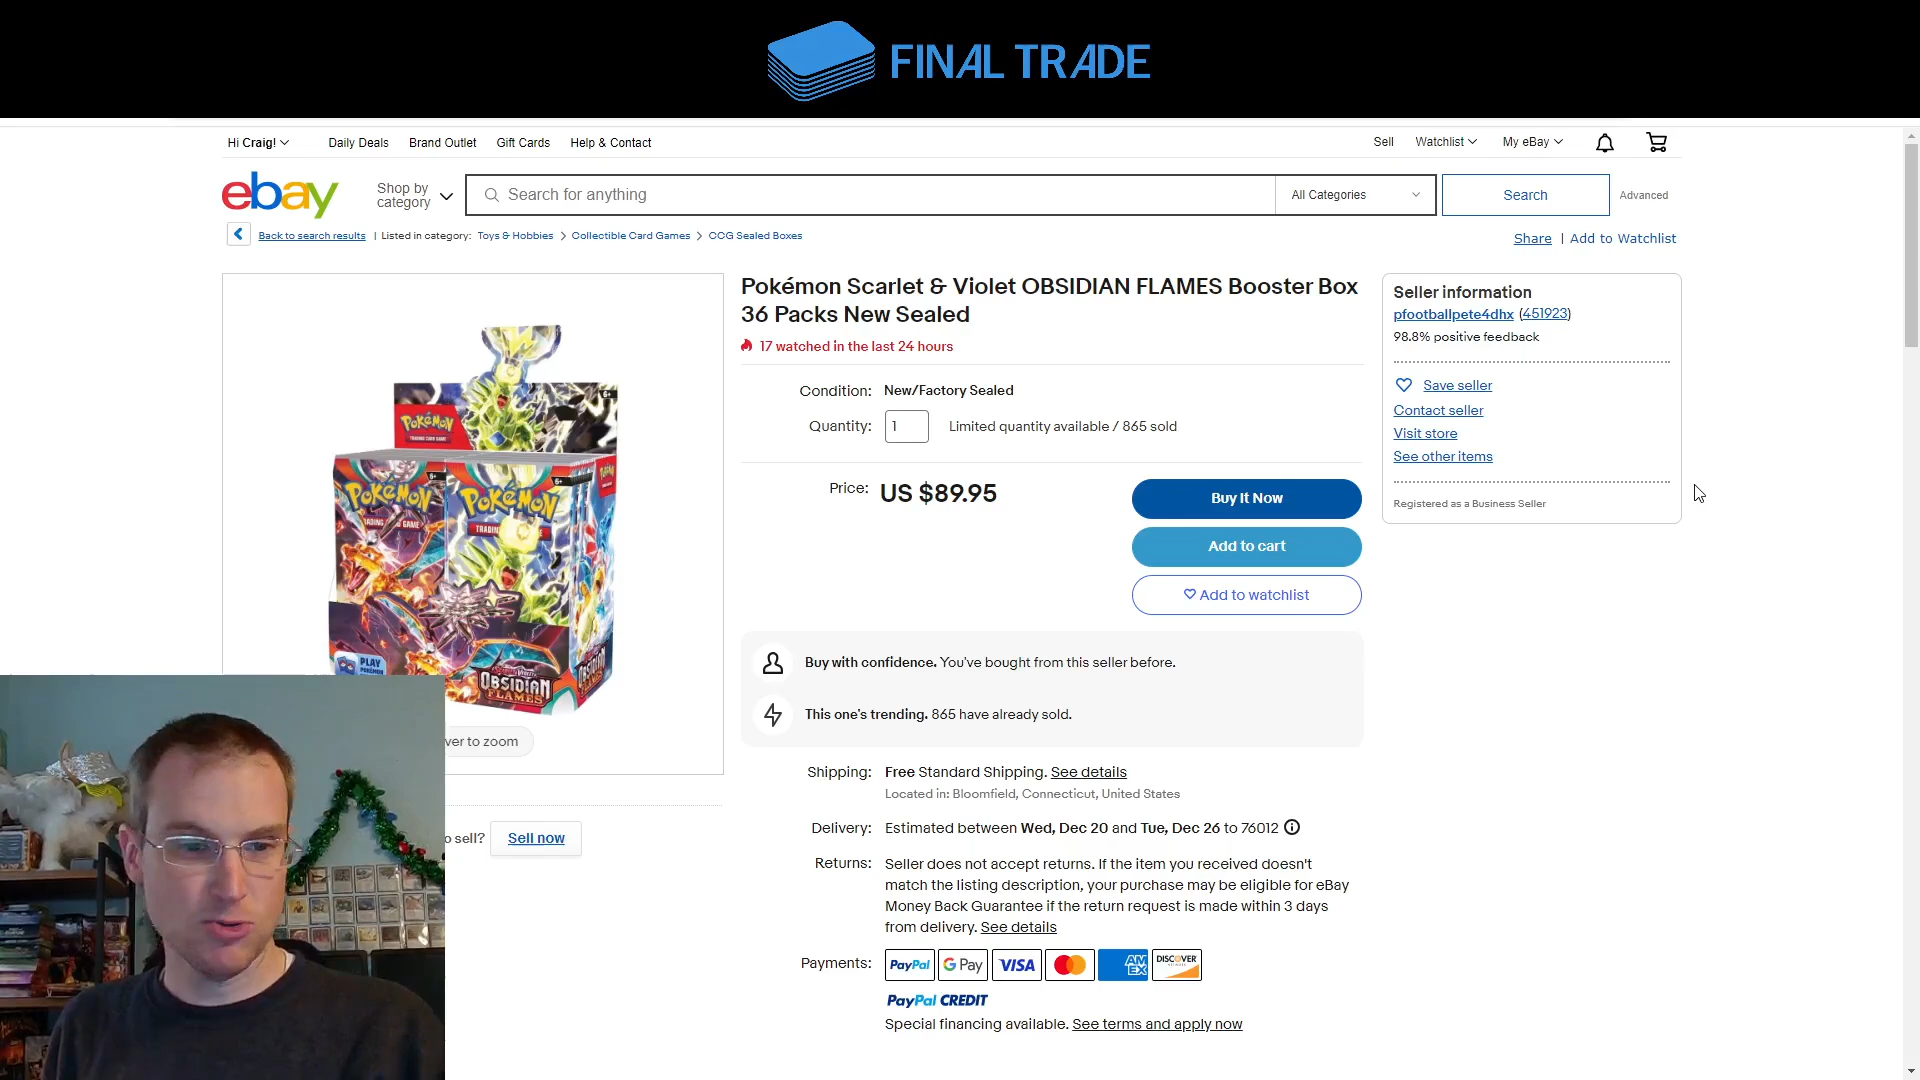 FINAL TRADE
Hi Craig! Daily Deals Brand Outlet Gift Cards Help & Contact Sell Watchlist My eBay
ebay Shop by category Search for anything All Categories Search Advanced
Back to search results | Listed in category: Toys & Hobbies > Collectible Card Games > CCG Sealed Boxes Share | Add to Watchlist
Pokémon Scarlet & Violet OBSIDIAN FLAMES Booster Box
36 Packs New Sealed
17 watched in the last 24 hours
Condition: New/Factory Sealed
Quantity: 1 Limited quantity available / 865 sold
Price: US $89.95
Buy It Now
Add to cart
Add to watchlist
Buy with confidence. You've bought from this seller before.
This one's trending. 865 have already sold.
Shipping: Free Standard Shipping. See details
Located in: Bloomfield, Connecticut, United States
Delivery: Estimated between Wed, Dec 20 and Tue, Dec 26 to 76012
Returns: Seller does not accept returns. If the item you received doesn't
match the listing description, your purchase may be eligible for eBay
Money Back Guarantee if the return request is made within 3 days
from delivery. See details
Payments: PayPal G Pay VISA AM EX DISCOVER
PayPal CREDIT
Special financing available. See terms and apply now
Seller information
pfootballpete4dhx (451923)
98.8% positive feedback
Save seller
Contact seller
Visit store
See other items
Registered as a Business Seller
Pokémon
Pokémon
Pokémon
PLAY
OBSIDIAN
FLAMES
ver to zoom
o sell? Sell now